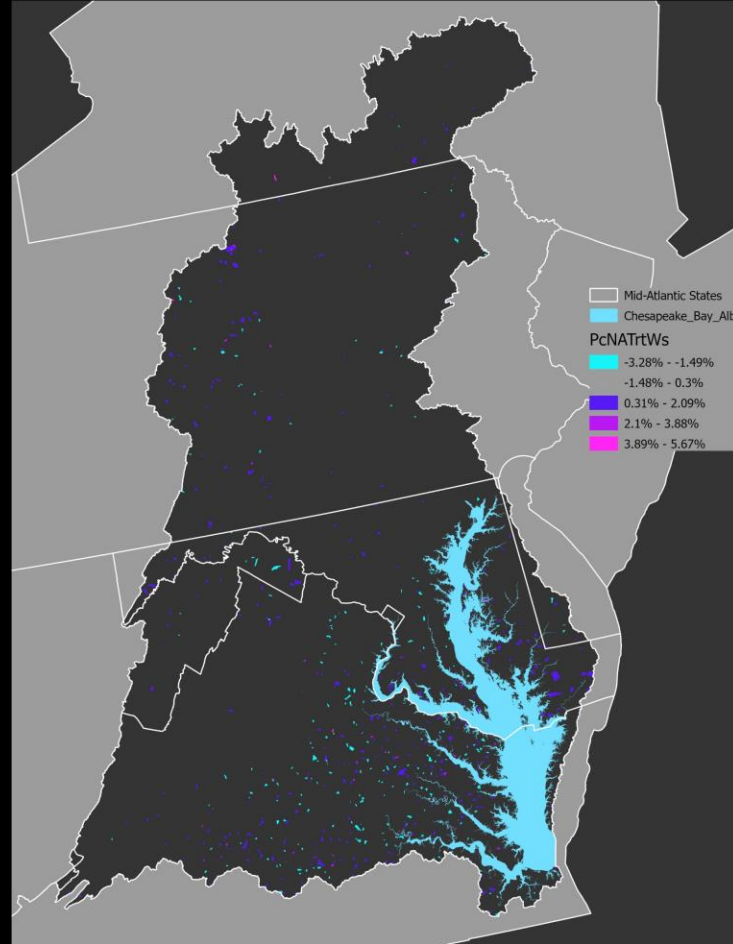 Mid-Atlantic States
Chesapeake_Bay_Alb
PcNATrtWs
-3.28% - -1.49%
-1.48% - 0.3%
0.31% - 2.09%
2.1% - 3.88%
3.89% - 5.67%